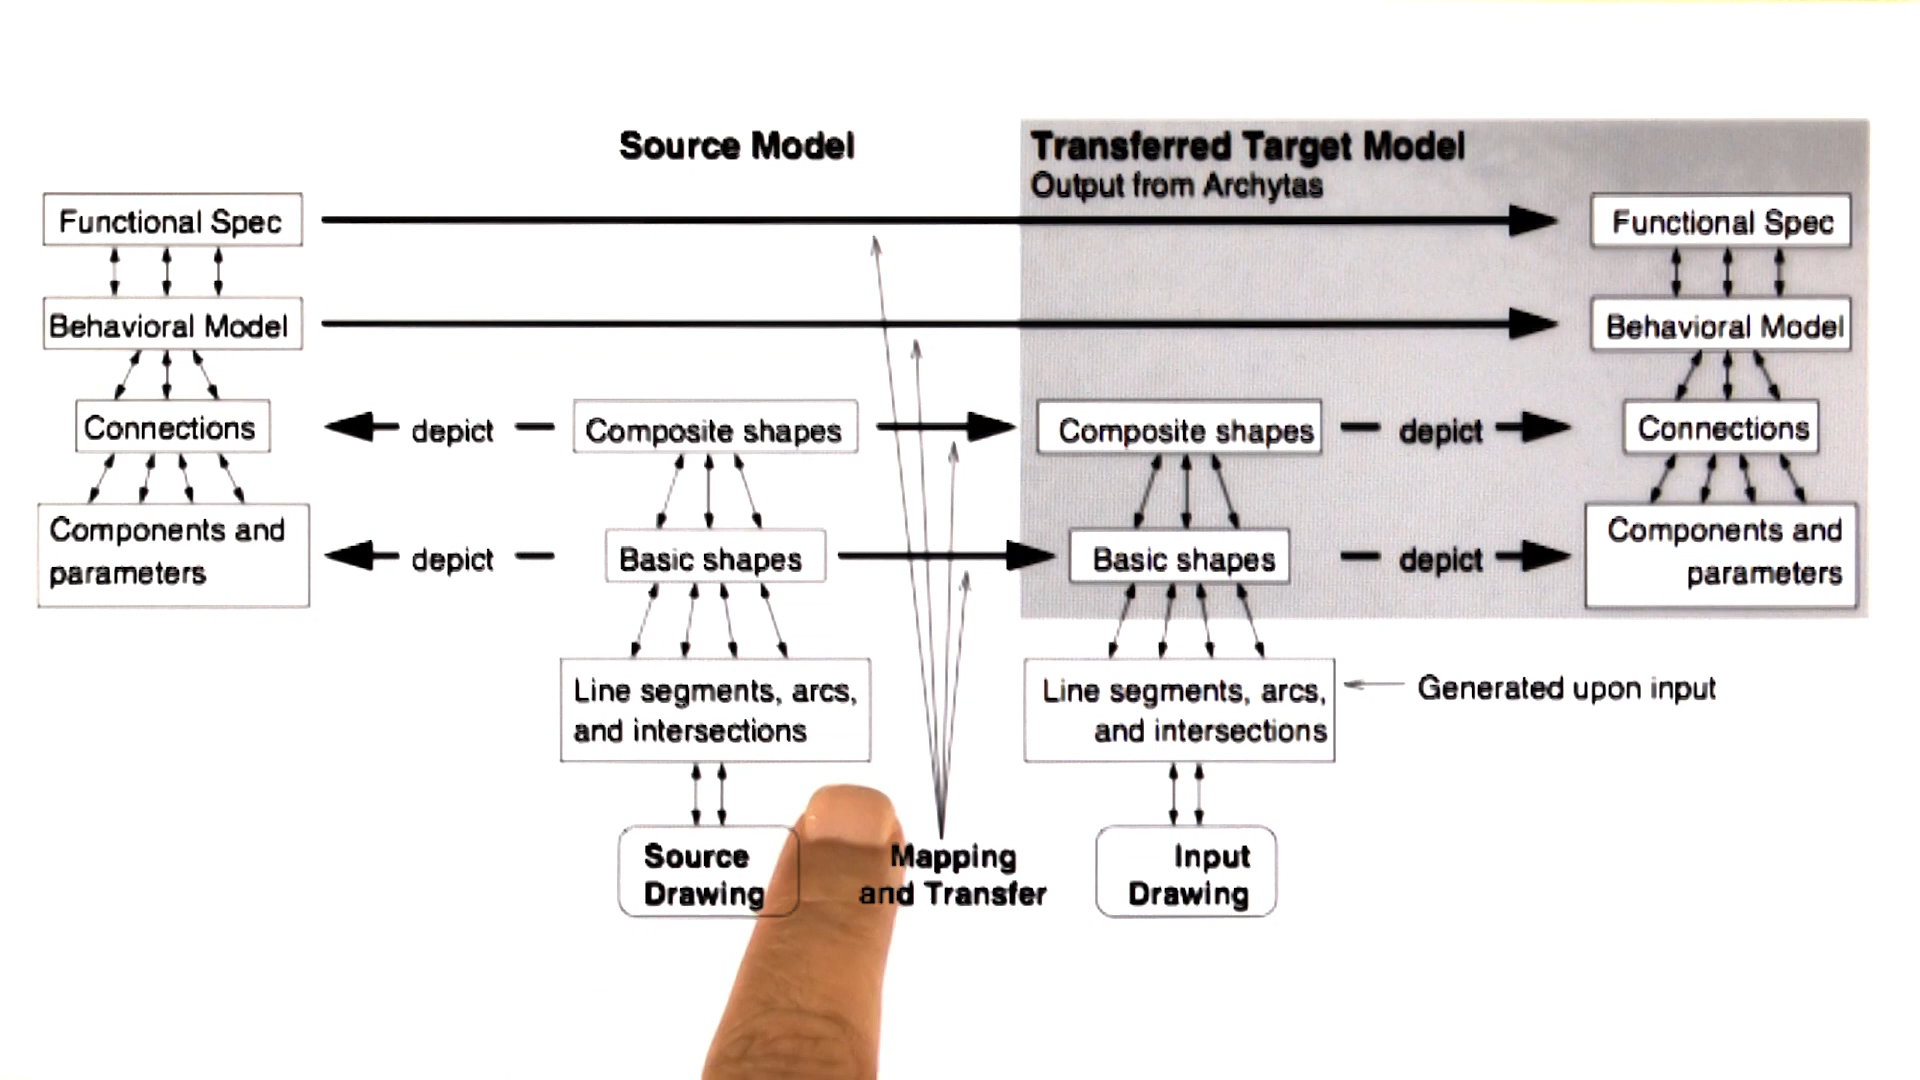 Source Model
Transferred Target Model
Output from Archytas
Functional Spec
Functional Spec
Behavioral Model
Behavioral Model
Connections
depict
Composite shapes
Composite shapes
depict
Connections
Components and
parameters
depict
Basic shapes
Basic shapes
depict
Components and
parameters
Line segments, arcs,
and intersections
Line segments, arcs,
and intersections
Generated upon input
Source
Drawing
Mapping
and Transfer
Input
Drawing